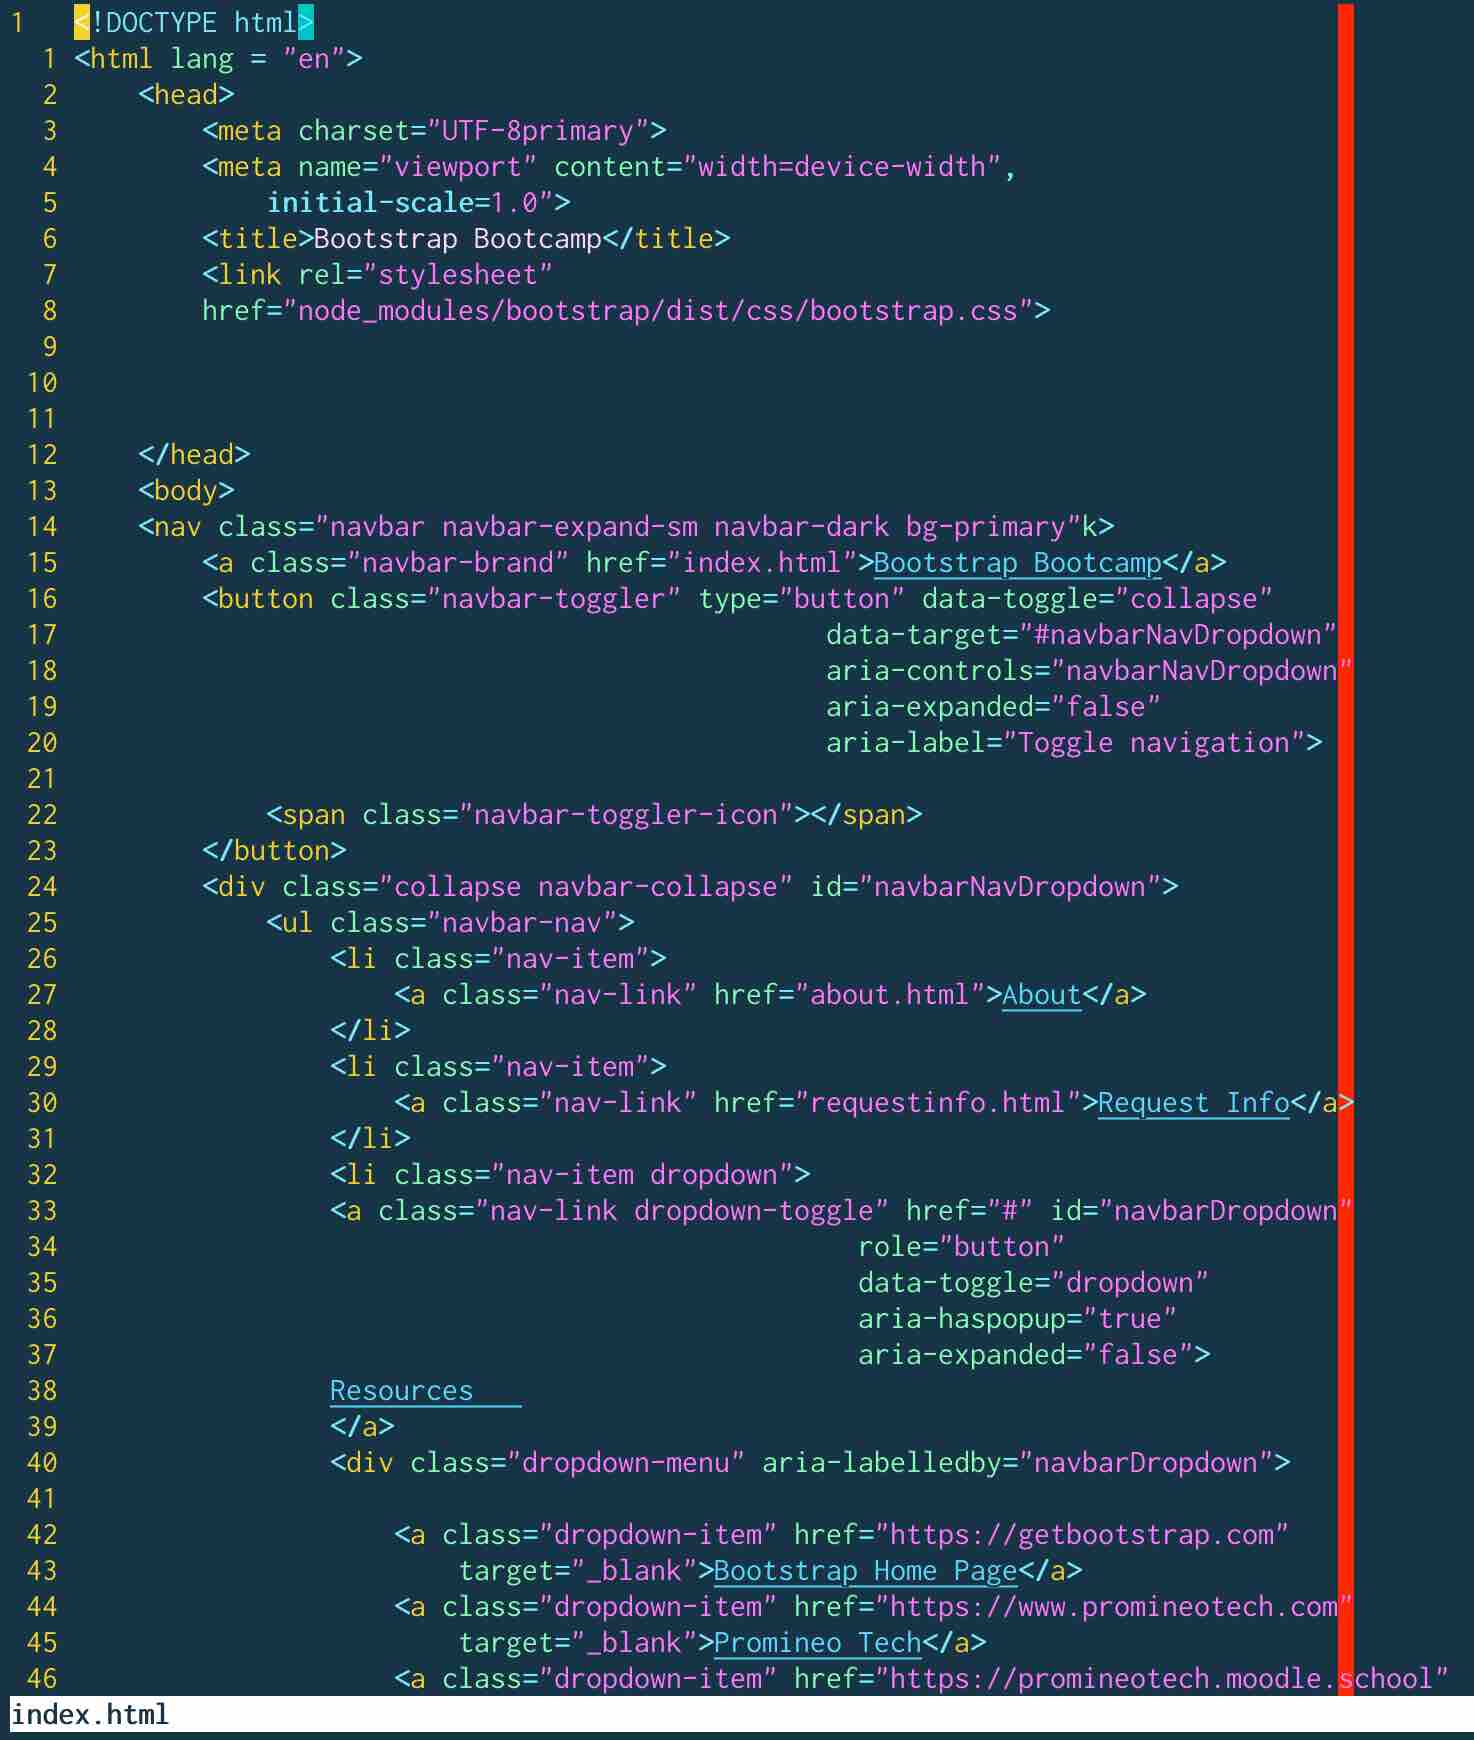 1   <!DOCTYPE html>
  1 <html lang = "en">
  2     <head>
  3         <meta charset="UTF-8primary">
  4         <meta name="viewport" content="width=device-width",
  5             initial-scale=1.0">
  6         <title>Bootstrap Bootcamp</title>
  7         <link rel="stylesheet"
  8         href="node_modules/bootstrap/dist/css/bootstrap.css">
  9
 10
 11
 12     </head>
 13     <body>
 14     <nav class="navbar navbar-expand-sm navbar-dark bg-primary"k>
 15         <a class="navbar-brand" href="index.html">Bootstrap Bootcamp</a>
 16         <button class="navbar-toggler" type="button" data-toggle="collapse"
 17                                                data-target="#navbarNavDropdown"
 18                                                aria-controls="navbarNavDropdown"
 19                                                aria-expanded="false"
 20                                                aria-label="Toggle navigation">
 21
 22             <span class="navbar-toggler-icon"></span>
 23         </button>
 24         <div class="collapse navbar-collapse" id="navbarNavDropdown">
 25             <ul class="navbar-nav">
 26                 <li class="nav-item">
 27                     <a class="nav-link" href="about.html">About</a>
 28                 </li>
 29                 <li class="nav-item">
 30                     <a class="nav-link" href="requestinfo.html">Request Info</a>
 31                 </li>
 32                 <li class="nav-item dropdown">
 33                 <a class="nav-link dropdown-toggle" href="#" id="navbarDropdown"
 34                                                  role="button"
 35                                                  data-toggle="dropdown"
 36                                                  aria-haspopup="true"
 37                                                  aria-expanded="false">
 38                 Resources
 39                 </a>
 40                 <div class="dropdown-menu" aria-labelledby="navbarDropdown">
 41
 42                     <a class="dropdown-item" href="https://getbootstrap.com"
 43                         target="_blank">Bootstrap Home Page</a>
 44                     <a class="dropdown-item" href="https://www.promineotech.com"
 45                         target="_blank">Promineo Tech</a>
 46                     <a class="dropdown-item" href="https://promineotech.moodle.school"
index.html